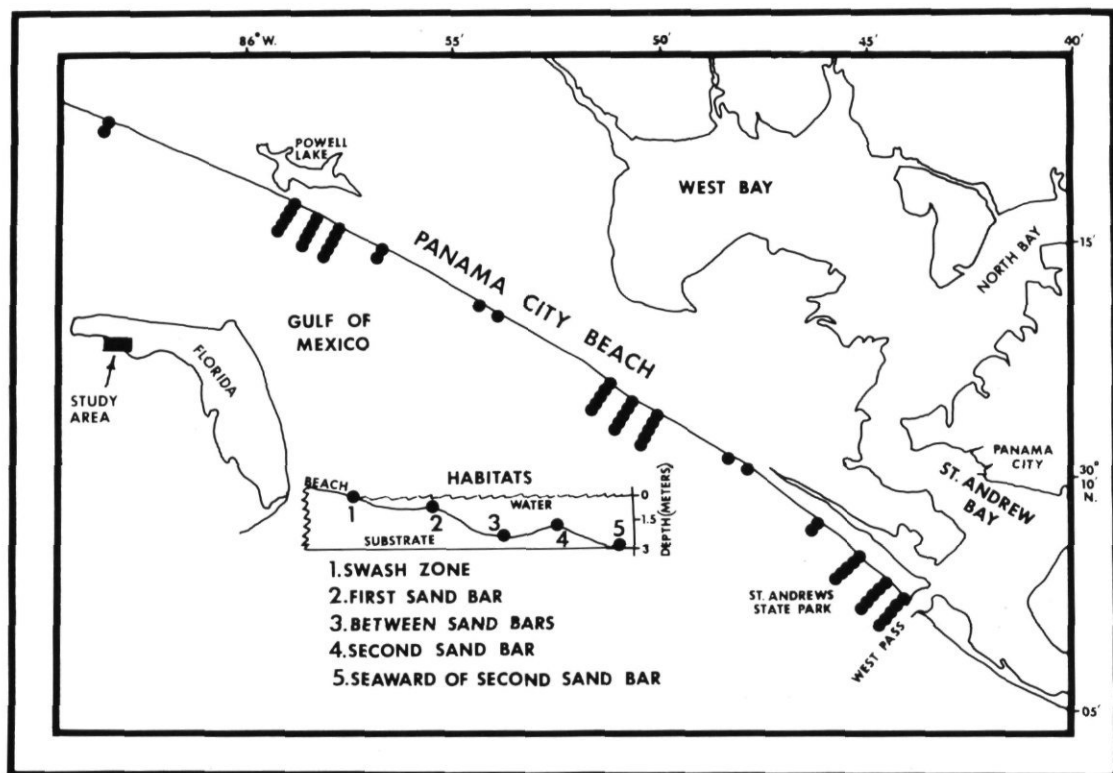 86° W.
55′
50′
45′
40′
POWELL
LAKE
WEST BAY
NORTH BAY
15′
PANAMA CITY BEACH
GULF OF
MEXICO
FLORIDA
STUDY
AREA
PANAMA
CITY
30°
10′
N.
ST. ANDREW
BAY
HABITATS
BEACH
WATER
SUBSTRATE
1
2
3
4
5
0
1.5
3
DEPTH (METERS)
1. SWASH ZONE
2. FIRST SAND BAR
3. BETWEEN SAND BARS
4. SECOND SAND BAR
5. SEAWARD OF SECOND SAND BAR
ST. ANDREWS
STATE PARK
WEST PASS
05′